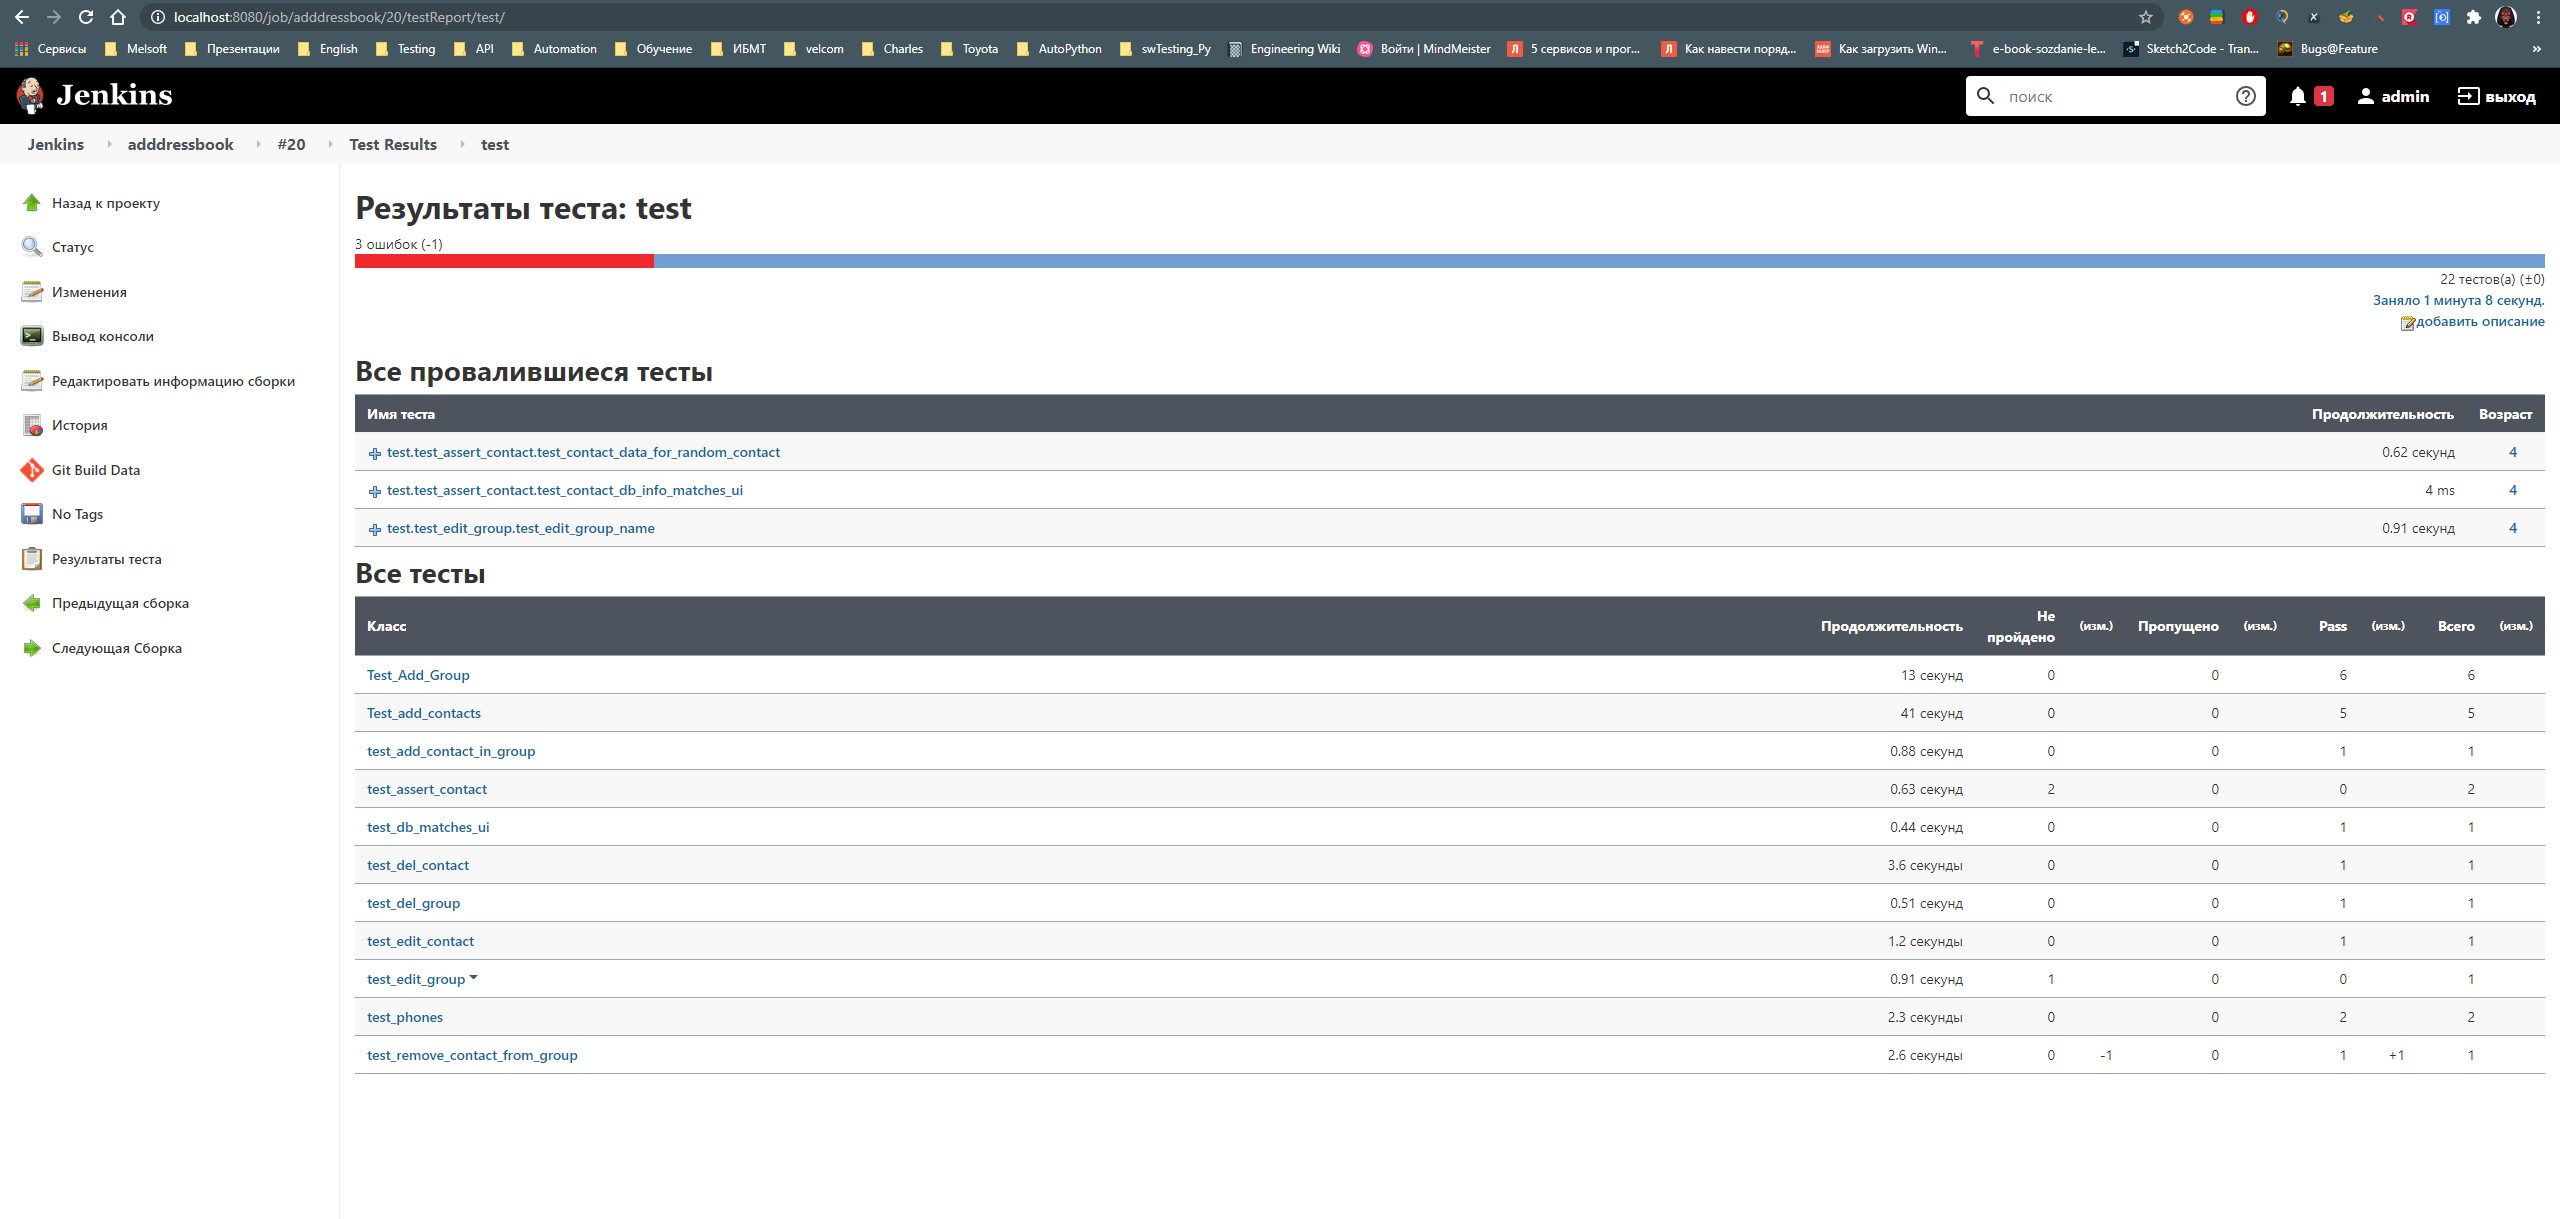 localhost:8080/job/adddressbook/20/testReport/test/
Сервисы Melsoft Презентации English Testing API Automation Обучение ИБМТ velcom Charles Toyota AutoPython swTesting_Py Engineering Wiki Войти | MindMeister 5 сервисов и прог... Как навести поряд... Как загрузить Win... e-book-sozdanie-le... Sketch2Code - Tran... Bugs@Feature »
Jenkins поиск 1 admin выход
Jenkins adddressbook #20 Test Results test
Назад к проекту
Статус
Изменения
Вывод консоли
Редактировать информацию сборки
История
Git Build Data
No Tags
Результаты теста
Предыдущая сборка
Следующая Сборка
Результаты теста: test
3 ошибок (-1)
22 тестов(а) (±0)
Заняло 1 минута 8 секунд.
добавить описание
Все провалившиеся тесты
Имя теста Продолжительность Возраст
test.test_assert_contact.test_contact_data_for_random_contact 0.62 секунд 4
test.test_assert_contact.test_contact_db_info_matches_ui 4 ms 4
test.test_edit_group.test_edit_group_name 0.91 секунд 4
Все тесты
Класс Продолжительность Не пройдено (изм.) Пропущено (изм.) Pass (изм.) Всего (изм.)
Test_Add_Group 13 секунд 0 0 6 6
Test_add_contacts 41 секунд 0 0 5 5
test_add_contact_in_group 0.88 секунд 0 0 1 1
test_assert_contact 0.63 секунд 2 0 0 2
test_db_matches_ui 0.44 секунд 0 0 1 1
test_del_contact 3.6 секунды 0 0 1 1
test_del_group 0.51 секунд 0 0 1 1
test_edit_contact 1.2 секунды 0 0 1 1
test_edit_group 0.91 секунд 1 0 0 1
test_phones 2.3 секунды 0 0 2 2
test_remove_contact_from_group 2.6 секунды 0 -1 0 1 +1 1